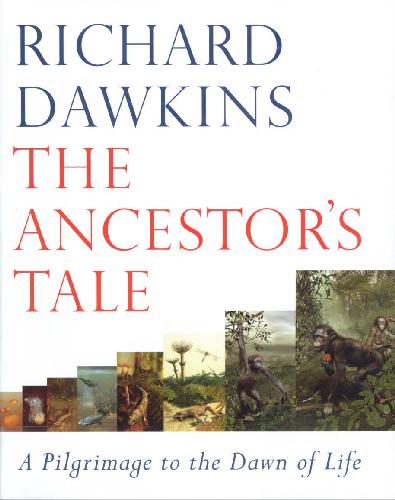 RICHARD
DAWKINS
THE
ANCESTOR'S
TALE
A Pilgrimage to the Dawn of Life